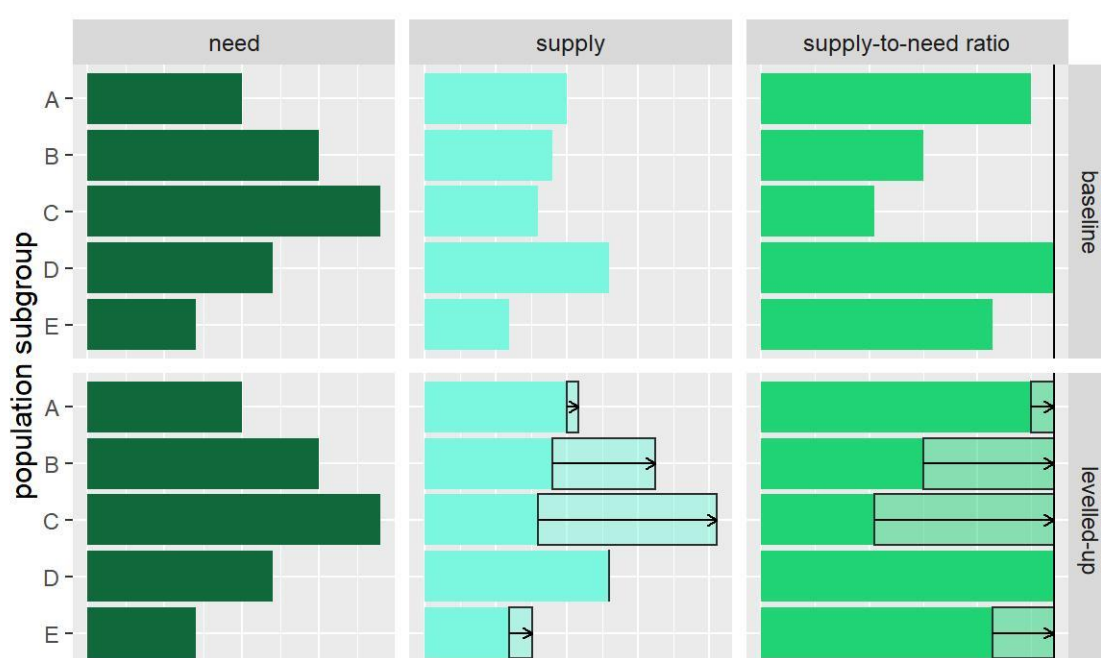 need
supply
supply-to-need ratio
population subgroup
A
B
C
D
E
baseline
A
B
C
D
E
levelled-up